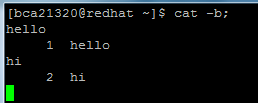 [bca21320@redhat ~]$ cat -b;
hello
     1  hello
hi
     2  hi